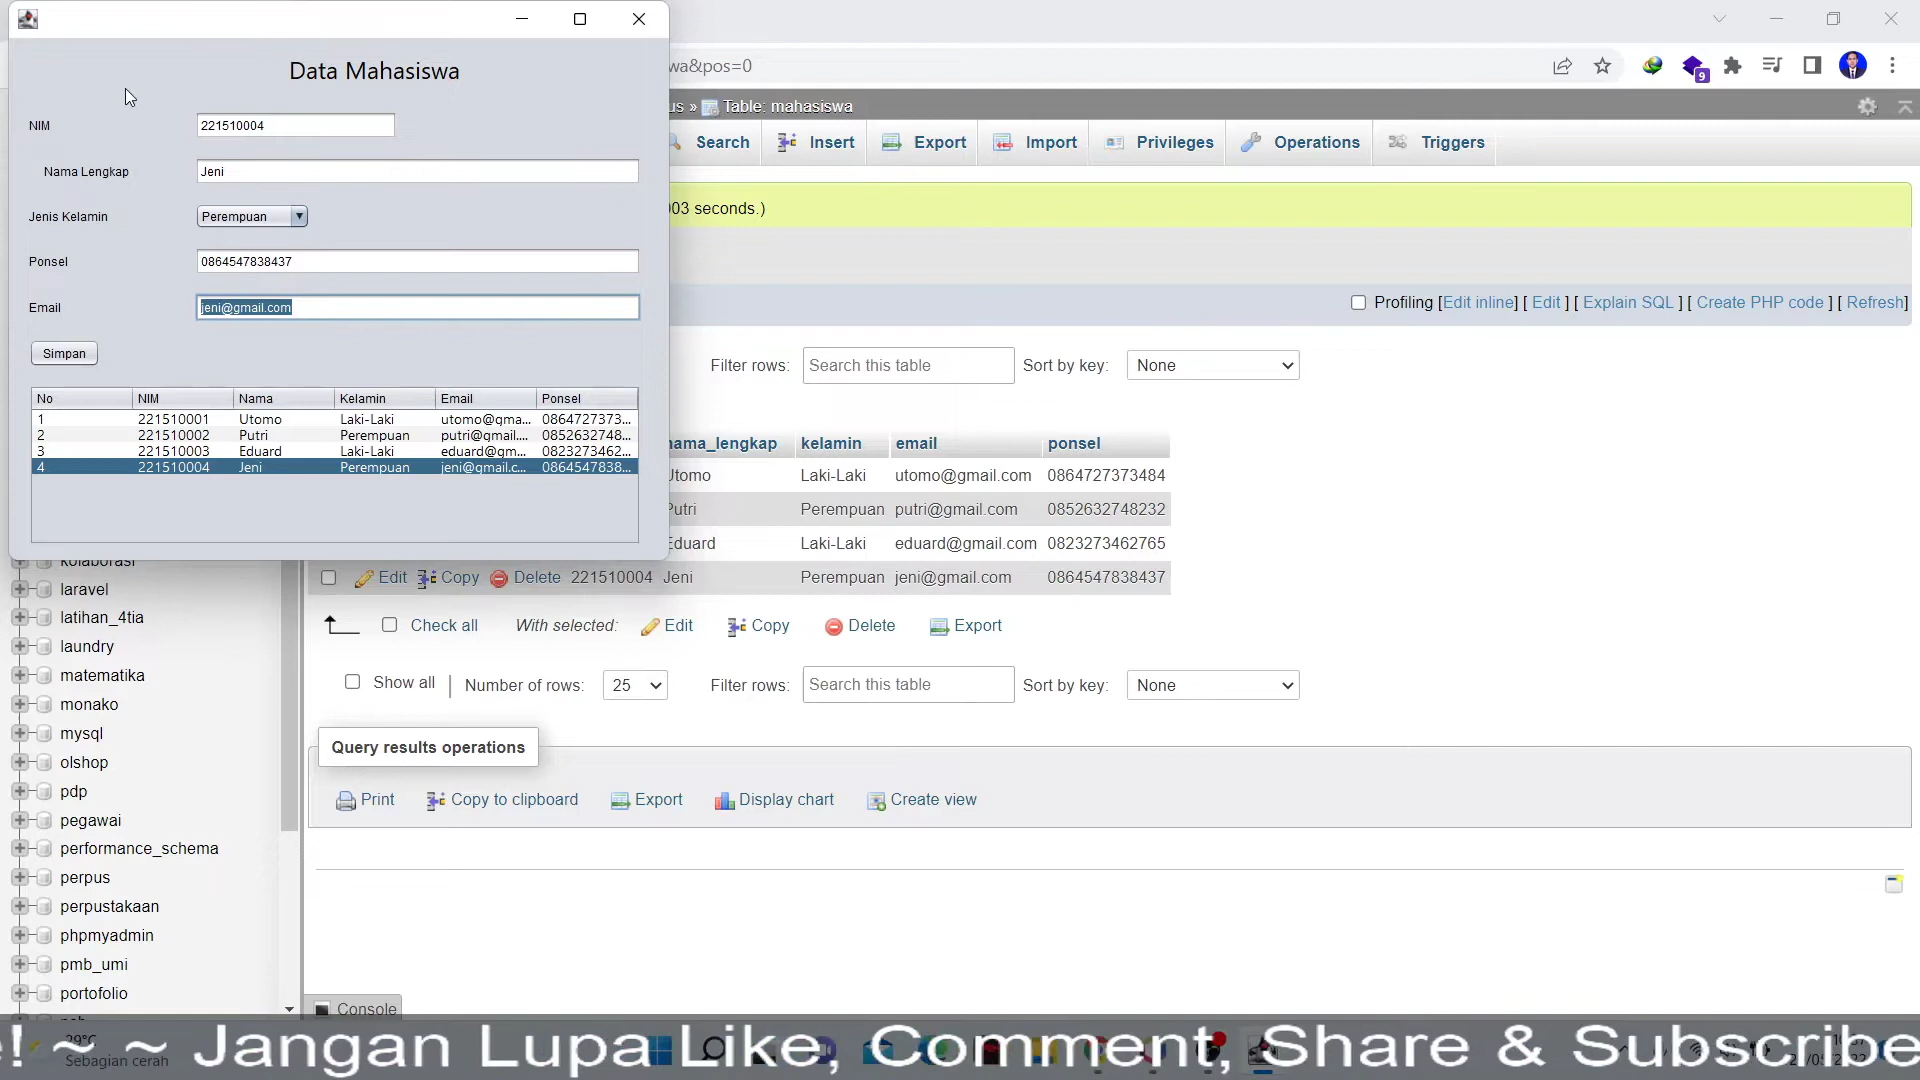 Data Mahasiswa
NIM
221510004
Nama Lengkap
Jeni
Jenis Kelamin
Perempuan
Ponsel
0864547838437
Email
jeni@gmail.com
Simpan
No NIM Nama Kelamin Email Ponsel
1 221510001 Utomo Laki-Laki utomo@gma... 0864727373...
2 221510002 Putri Perempuan putri@gmail.... 0852632748...
3 221510003 Eduard Laki-Laki eduard@gm... 0823273462...
4 221510004 Jeni Perempuan jeni@gmail.c... 0864547838...
wa&pos=0
9
us » Table: mahasiswa
Search Insert Export Import Privileges Operations Triggers
003 seconds.)
Profiling [Edit inline] [ Edit ] [ Explain SQL ] [ Create PHP code ] [ Refresh]
Filter rows: Search this table Sort by key: None
nama_lengkap kelamin email ponsel
Utomo Laki-Laki utomo@gmail.com 0864727373484
Putri Perempuan putri@gmail.com 0852632748232
Eduard Laki-Laki eduard@gmail.com 0823273462765
Edit Copy Delete 221510004 Jeni Perempuan jeni@gmail.com 0864547838437
Check all With selected: Edit Copy Delete Export
Show all Number of rows: 25 Filter rows: Search this table Sort by key: None
Query results operations
Print Copy to clipboard Export Display chart Create view
Console
kolaborasi
laravel
latihan_4tia
laundry
matematika
monako
mysql
olshop
pdp
pegawai
performance_schema
perpus
perpustakaan
phpmyadmin
pmb_umi
portofolio
29°C
Sebagian cerah
e! ~ ~ Jangan Lupa Like, Comment, Share & Subscribe